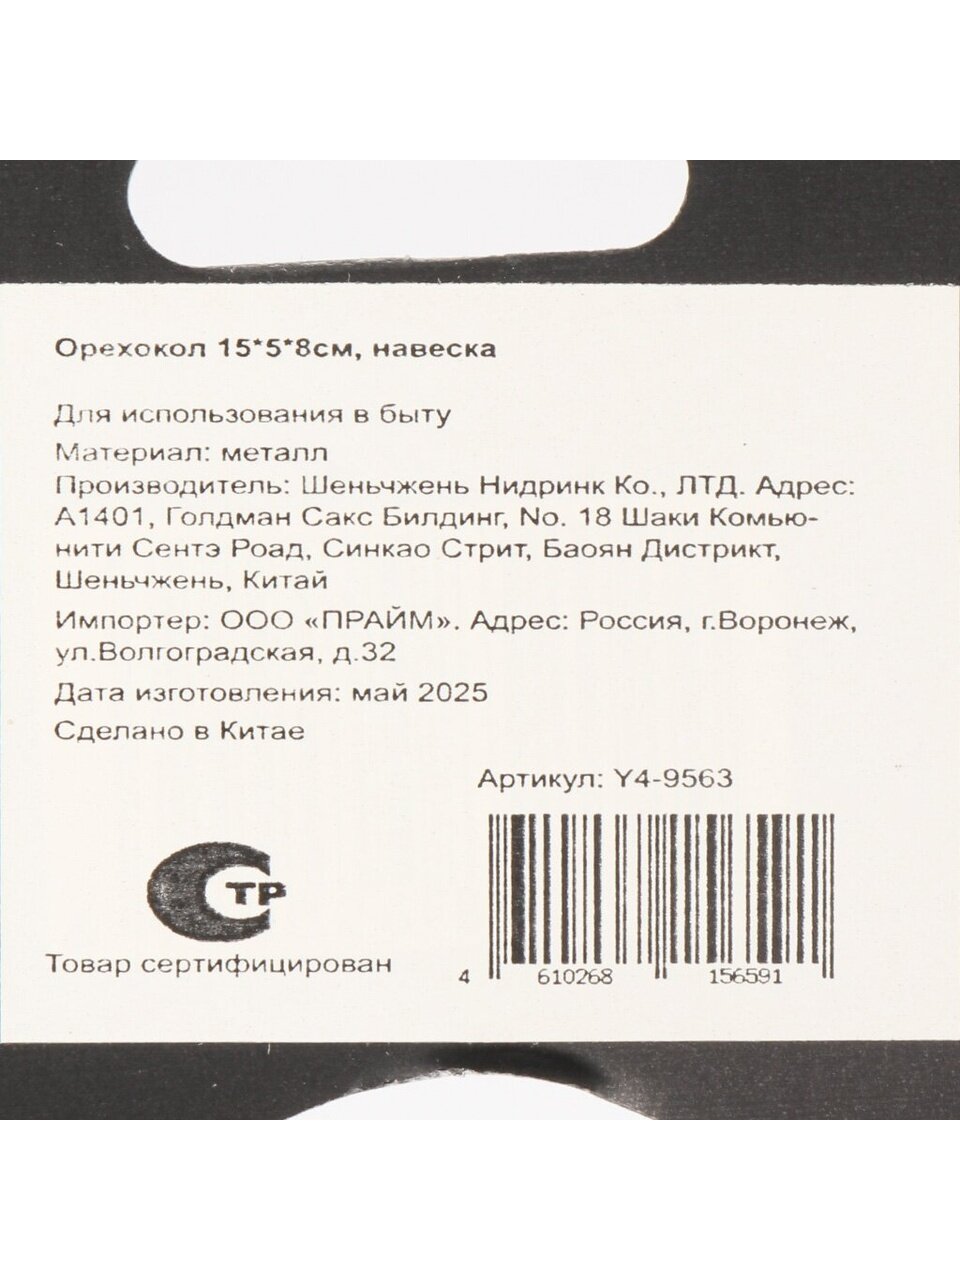 Орехокол 15*5*8см, навеска
Для использования в быту
Материал: металл
Производитель: Шеньчжень Нидринк Ко., ЛТД. Адрес:
А1401, Голдман Сакс Билдинг, No. 18 Шаки Комью-
нити Сентэ Роад, Синкао Стрит, Баоян Дистрикт,
Шеньчжень, Китай
Импортер: ООО «ПРАЙМ». Адрес: Россия, г.Воронеж,
ул.Волгоградская, д.32
Дата изготовления: май 2025
Сделано в Китае
Артикул: Y4-9563
ТР
Товар сертифицирован
4 610268 156591